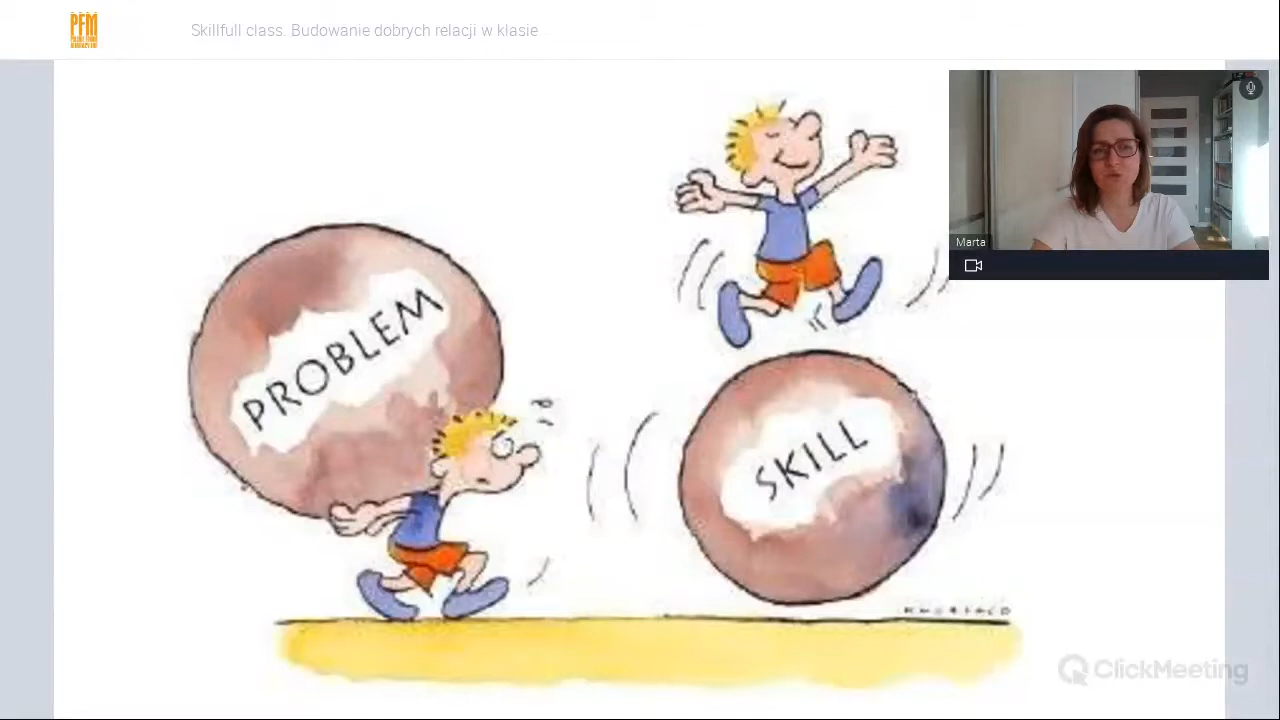 PFM
Skillfull class. Budowanie dobrych relacji w klasie
Marta
PROBLEM
SKILL
ClickMeeting